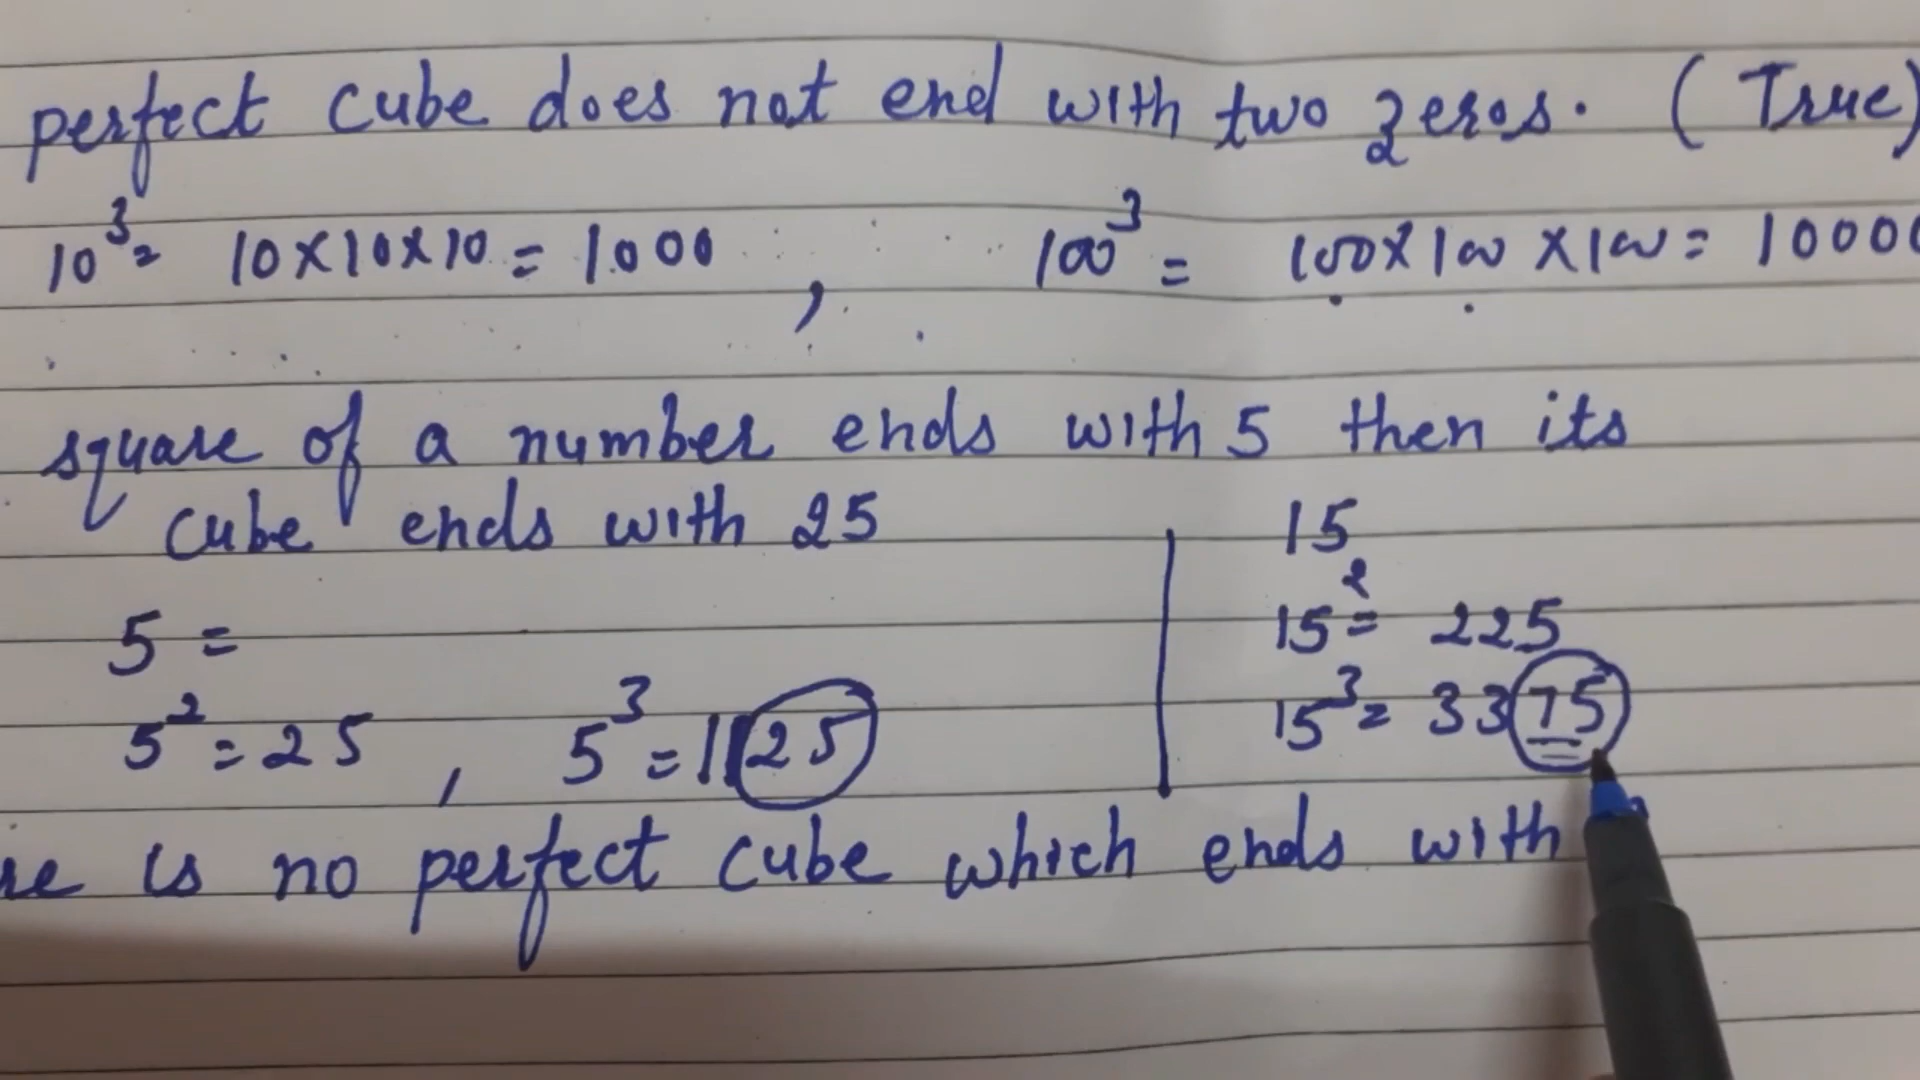 perfect cube does not end with two zeros. (True)
10³ = 10×10×10 = 1000 , 100³ = 100×100×100 = 10000
square of a number ends with 5 then its
cube ends with 25
5 =
5² = 25 , 5³ = 125
15
15² = 225
15³ = 3375
is no perfect cube which ends with